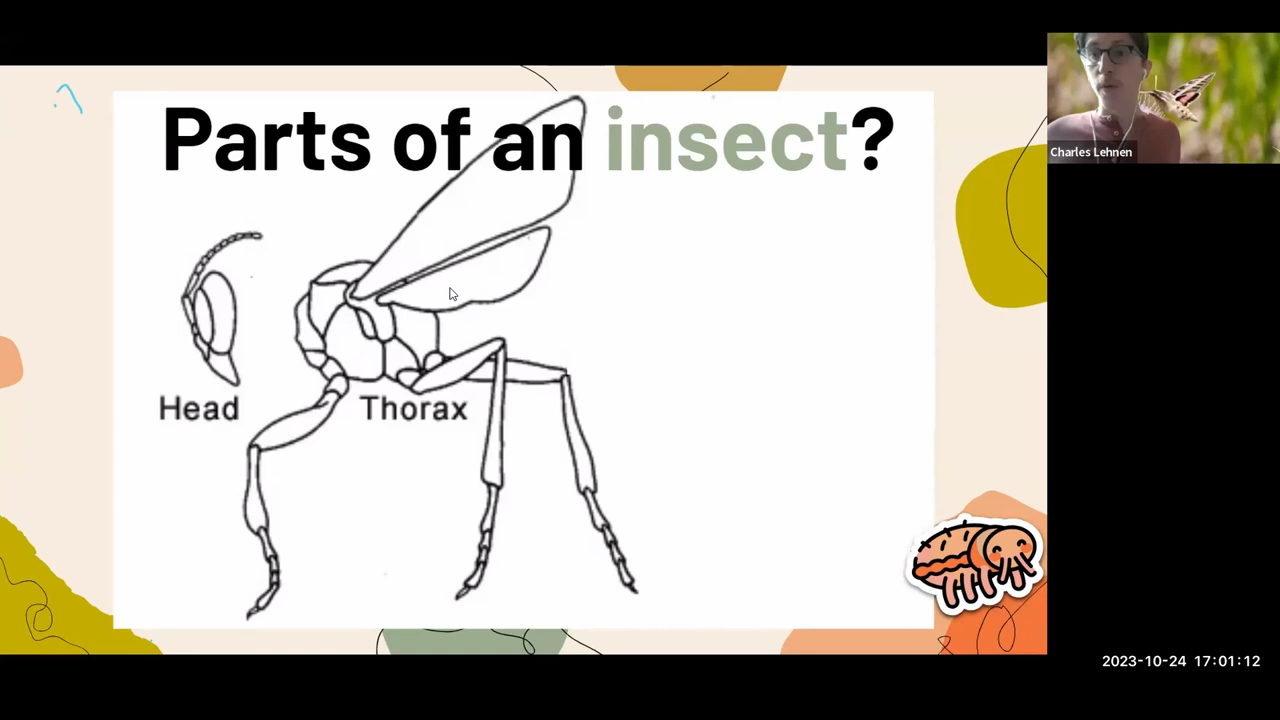 Parts of an insect?
Charles Lehnen
Head
Thorax
2023-10-24 17:01:12